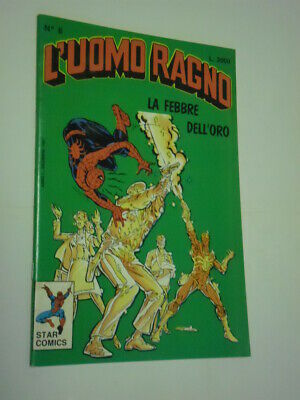 N° 8
L. 2000
L'UOMO RAGNO
LA FEBBRE
DELL'ORO
STAR
COMICS